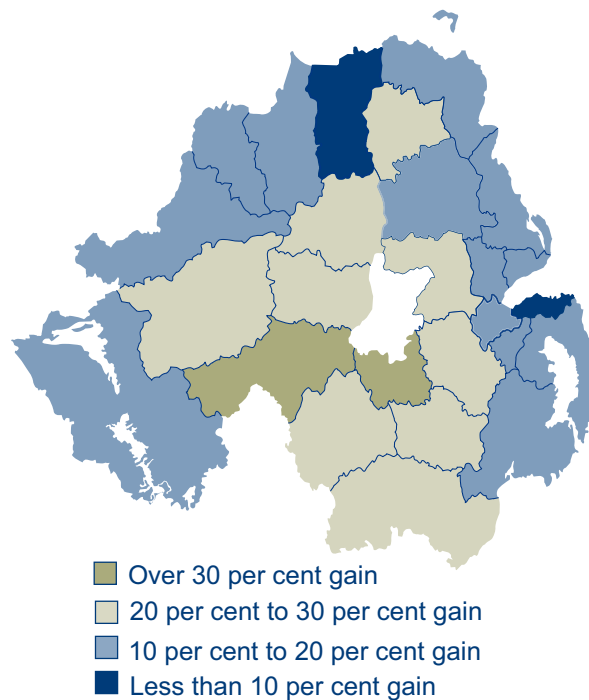 Over 30 per cent gain
20 per cent to 30 per cent gain
10 per cent to 20 per cent gain
Less than 10 per cent gain